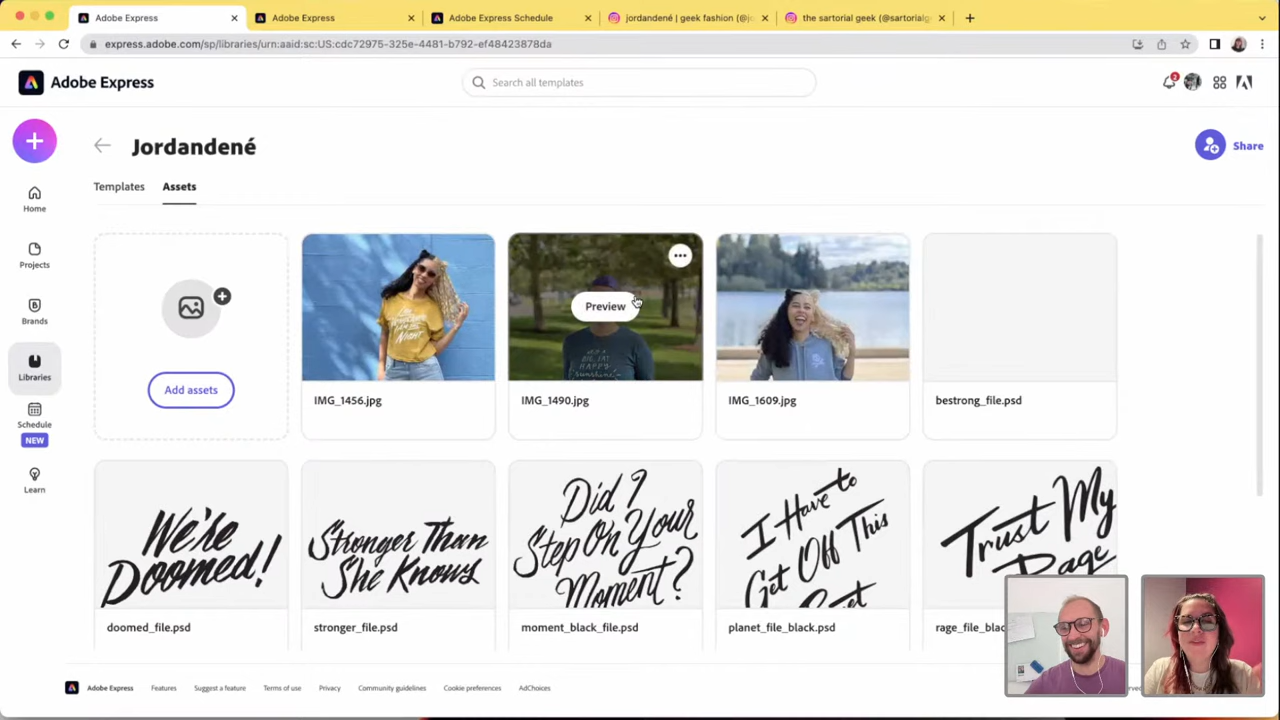 Adobe Express
Adobe Express
Adobe Express Schedule
jordandené | geek fashion (@jo
the sartorial geek (@sartorialg
express.adobe.com/sp/libraries/urn:aaid:sc:US:cdc72975-325e-4481-b792-ef48423878da
Adobe Express
Search all templates
2
Jordandené
Share
Templates
Assets
Home
Projects
Brands
Libraries
Schedule
NEW
Learn
Add assets
Preview
IMG_1456.jpg
IMG_1490.jpg
IMG_1609.jpg
bestrong_file.psd
We're
Doomed!
Stronger Than
She Knows
Did I
Step On Your
Moment?
I Have to
Get Off This
Trust My
Rage
doomed_file.psd
stronger_file.psd
moment_black_file.psd
planet_file_black.psd
rage_file_blac
Adobe Express
Features
Suggest a feature
Terms of use
Privacy
Community guidelines
Cookie preferences
AdChoices